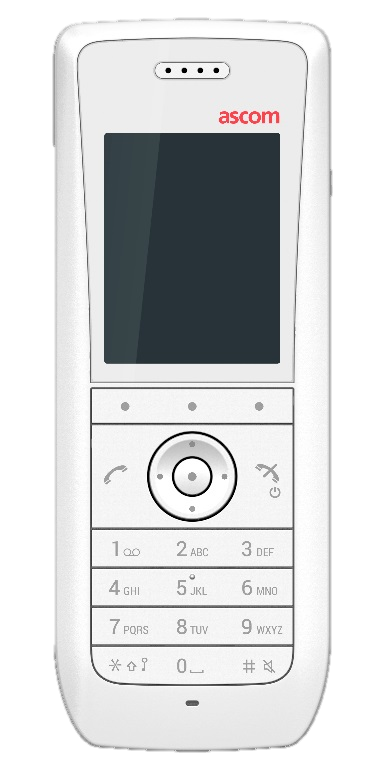 ascom
1 2 ABC 3 DEF
4 GHI 5 JKL 6 MNO
7 PQRS 8 TUV 9 WXYZ
* 0 #